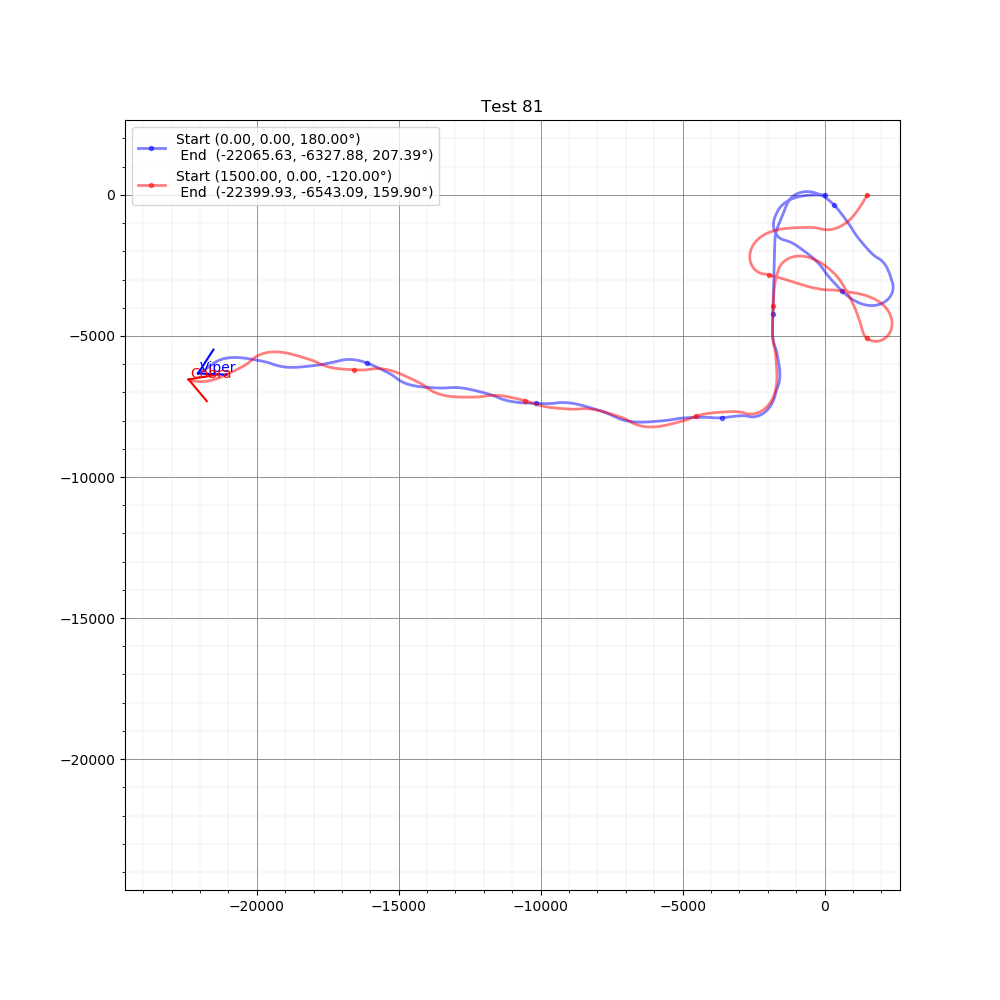 Test 81
Start (0.00, 0.00, 180.00°)
End  (-22065.63, -6327.88, 207.39°)
Start (1500.00, 0.00, -120.00°)
End  (-22399.93, -6543.09, 159.90°)
0
−5000
Viper
−10000
−15000
−20000
−20000 −15000 −10000 −5000 0